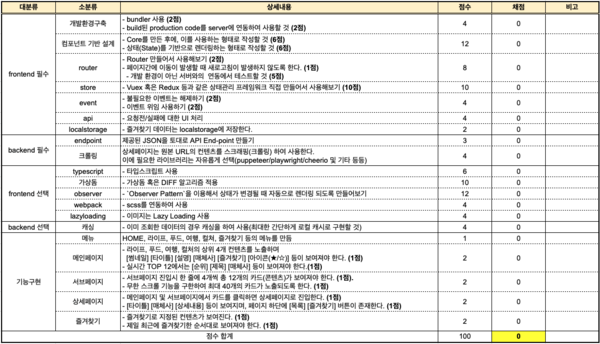 대분류 소분류 상세내용 점수 채점 비고
frontend 필수
개발환경구축
- bundler 사용 (2점)
- build된 production code를 server에 연동하여 사용할 것 (2점)
4 0
컴포넌트 기반 설계
- Core를 만든 후에, 이를 사용하는 형태로 작성할 것 (6점)
- 상태(State)를 기반으로 렌더링하는 형태로 작성할 것 (6점)
12 0
router
- Router 만들어서 사용해보기 (2점)
- 페이지간에 이동이 발생할 때 새로고침이 발생하지 않도록 한다. (1점)
- 개발 환경이 아닌 서버와의 연동에서 테스트할 것 (5점)
8 0
store
- Vuex 혹은 Redux 등과 같은 상태관리 프레임워크 직접 만들어서 사용해보기 (10점)
10 0
event
- 불필요한 이벤트는 해제하기 (2점)
- 이벤트 위임 사용하기 (2점)
4 0
api
- 요청전/실패에 대한 UI 처리
4 0
localstorage
- 즐겨찾기 데이터는 localstorage에 저장한다.
2 0
backend 필수
endpoint
제공된 JSON을 토대로 API End-point 만들기
3 0
크롤링
- 상세페이지는 원본 URL의 컨텐츠를 스크래핑(크롤링) 하여 사용한다.
이에 필요한 라이브러리는 자유롭게 선택(puppeteer/playwright/cheerio 및 기타 등등)
4 0
frontend 선택
typescript
- 타입스크립트 사용
6 0
가상돔
- 가상돔 혹은 DIFF 알고리즘 적용
10 0
observer
- `Observer Pattern`을 이용해서 상태가 변경될 때 자동으로 렌더링 되도록 만들어보기
12 0
webpack
- scss를 연동하여 사용
4 0
lazyloading
- 이미지는 Lazy Loading 사용
4 0
backend 선택
캐싱
- 이미 조회한 데이터의 경우 캐싱을 하여 사용(최대한 간단하게 로컬 캐시로 구현할 것)
4 0
기능구현
메뉴
HOME, 라이프, 푸드, 여행, 컬쳐, 즐겨찾기 등의 메뉴를 만듬
1 0
메인페이지
- 라이프, 푸드, 여행, 컬처의 상위 4개 컨텐츠를 노출하며
[썸네일] [타이틀] [설명] [매체사] [즐겨찾기] [아이콘(★/☆)] 등이 보여져야 한다. (1점)
- 실시간 TOP 12에서는 [순위] [제목] [매체사] 등이 보여져야 한다. (1점)
2 0
서브페이지
- 서브페이지 진입시 한 줄에 4개씩 총 12개의 카드(콘텐츠)가 보여져야 한다. (1점).
- 무한 스크롤 기능을 구현하여 최대 40개의 카드가 노출되도록 한다. (1점)
2 0
상세페이지
- 메인페이지 및 서브페이지에서 카드를 클릭하면 상세페이지로 진입한다. (1점)
- [타이틀] [매체사] [상세내용] 등이 보여지며, 페이지 하단에 [목록] [즐겨찾기] 버튼이 존재한다. (1점)
2 0
즐겨찾기
- 즐겨찾기로 지정된 컨텐츠가 보여진다. (1점)
- 제일 최근에 즐겨찾기한 순서대로 보여져야 한다. (1점)
2 0
점수 합계 100 0